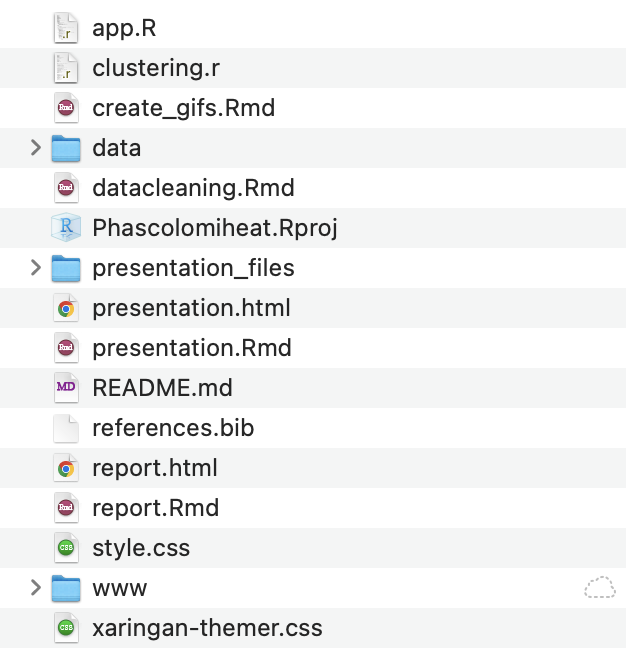 app.R
clustering.r
create_gifs.Rmd
data
datacleaning.Rmd
Phascolomiheat.Rproj
presentation_files
presentation.html
presentation.Rmd
README.md
references.bib
report.html
report.Rmd
style.css
www
xaringan-themer.css